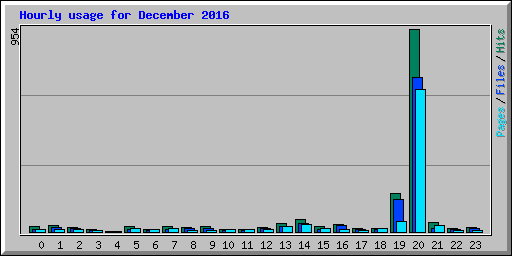 Hourly usage for December 2016
954
Pages / Files / Hits
0 1 2 3 4 5 6 7 8 9 10 11 12 13 14 15 16 17 18 19 20 21 22 23